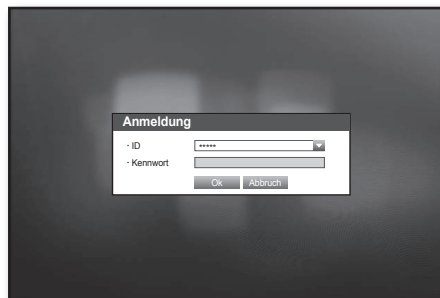 Anmeldung
· ID *****
· Kennwort
Ok Abbruch